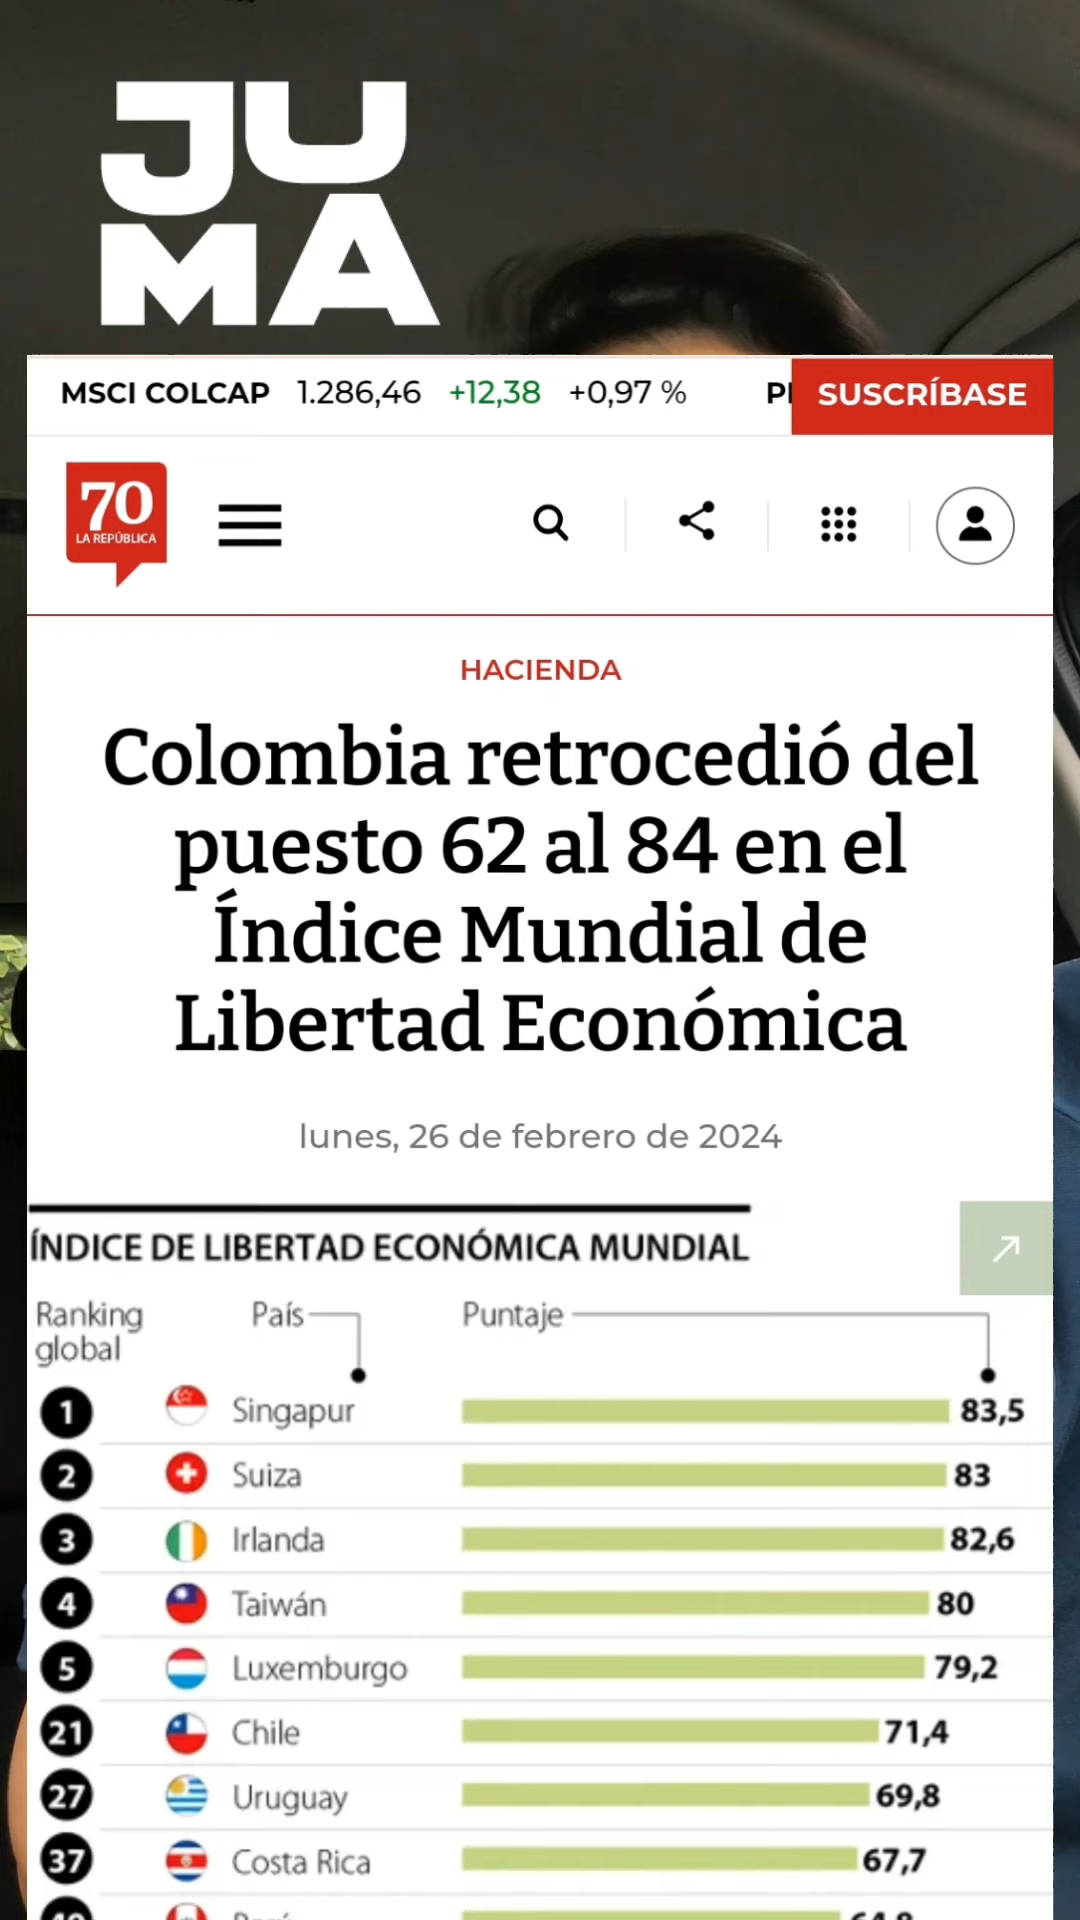 JU
MA
MSCI COLCAP 1.286,46 +12,38 +0,97 % SUSCRÍBASE
70
LA REPÚBLICA
HACIENDA
Colombia retrocedió del
puesto 62 al 84 en el
Índice Mundial de
Libertad Económica
lunes, 26 de febrero de 2024
ÍNDICE DE LIBERTAD ECONÓMICA MUNDIAL
Ranking global País Puntaje
1 Singapur 83,5
2 Suiza 83
3 Irlanda 82,6
4 Taiwán 80
5 Luxemburgo 79,2
21 Chile 71,4
27 Uruguay 69,8
37 Costa Rica 67,7